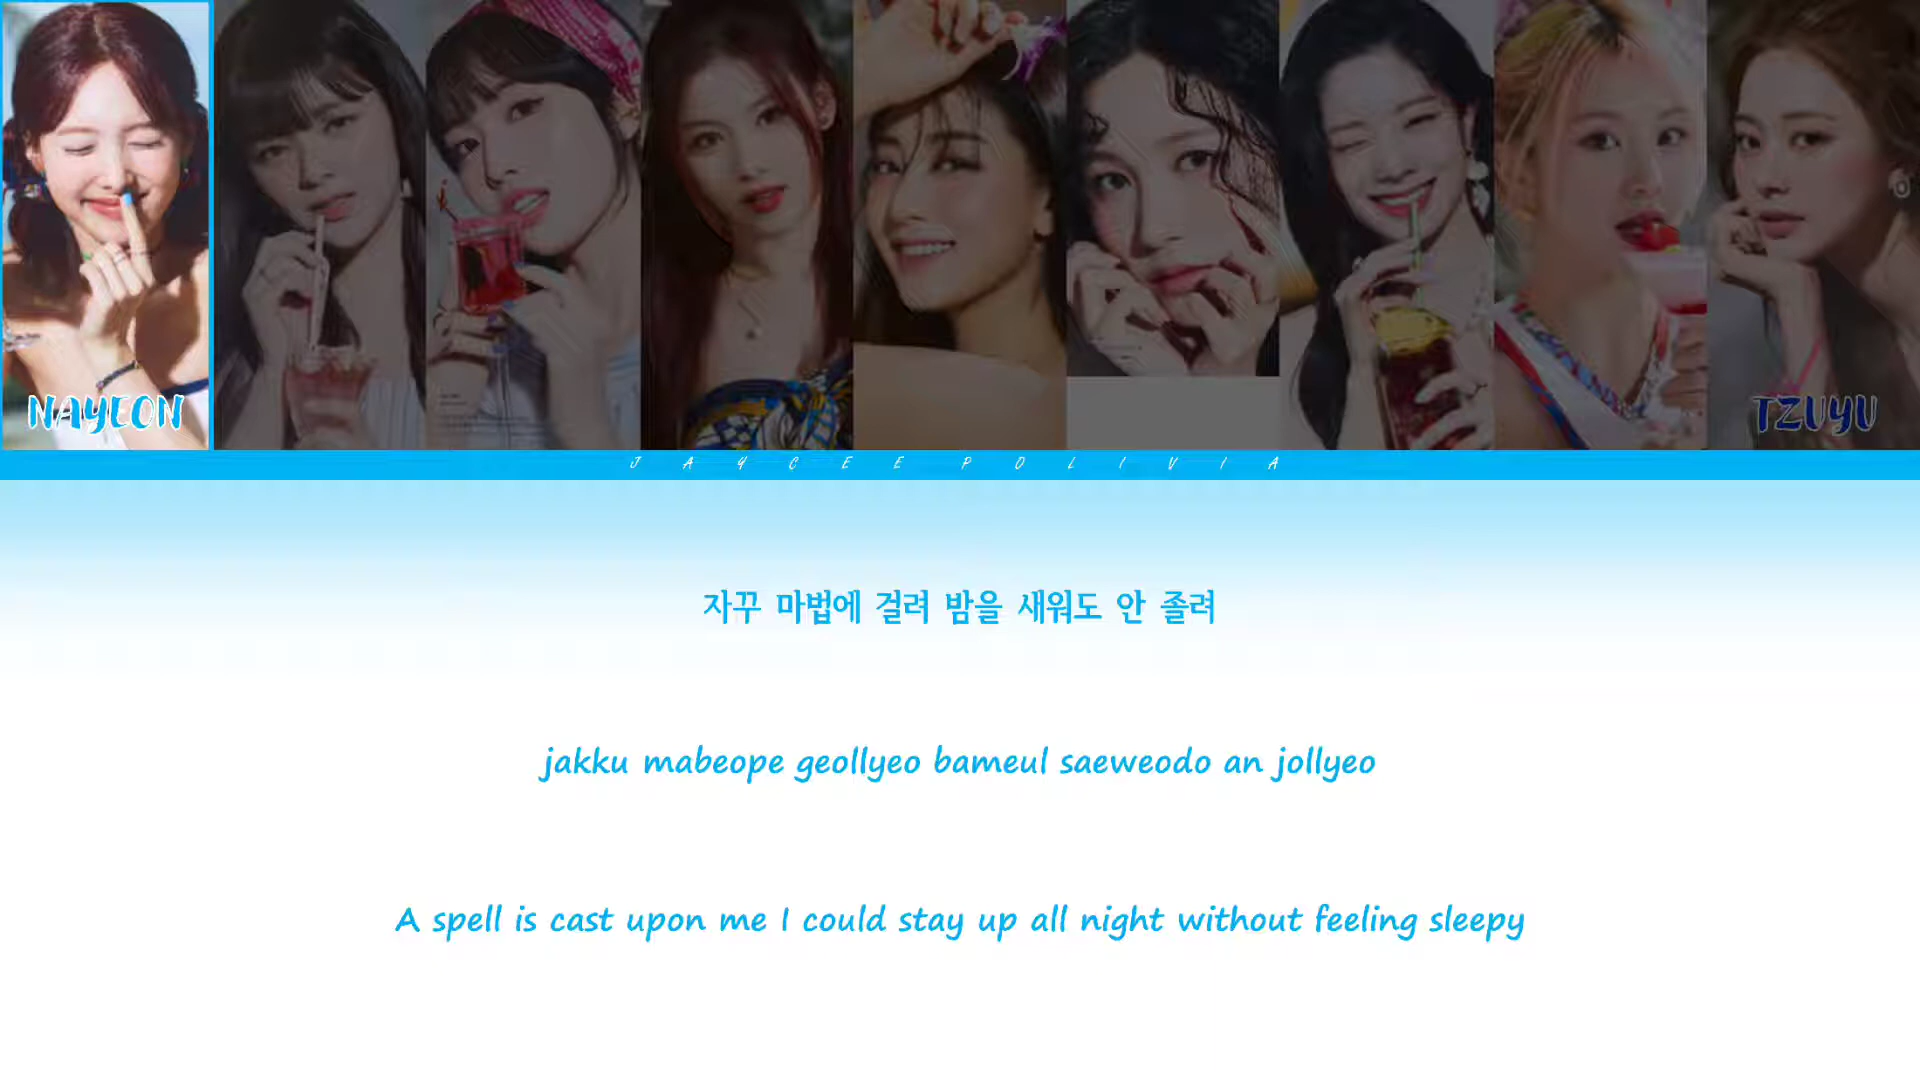 NAYEON
TZUYU
JAYCEEPOLIVIA
자꾸 마법에 걸려 밤을 새워도 안 졸려
jakku mabeope geollyeo bameul saeweodo an jollyeo
A spell is cast upon me I could stay up all night without feeling sleepy